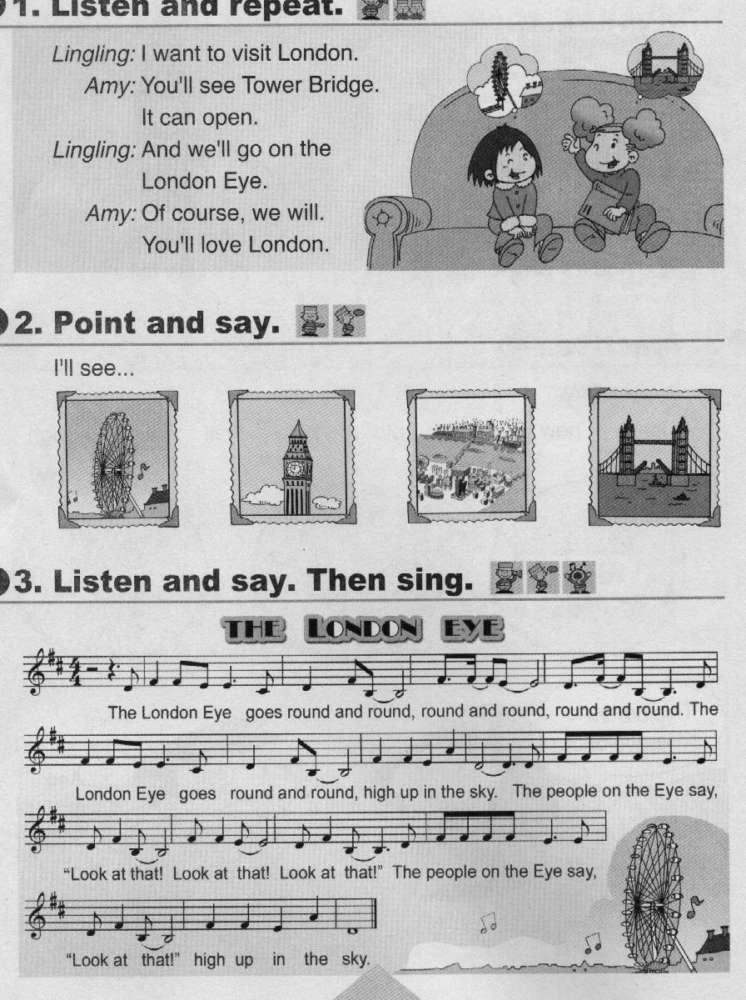 1. Listen and repeat.
Lingling: I want to visit London.
Amy: You'll see Tower Bridge.
It can open.
Lingling: And we'll go on the
London Eye.
Amy: Of course, we will.
You'll love London.
2. Point and say.
I'll see...
3. Listen and say. Then sing.
THE LONDON EYE
4
4
The London Eye goes round and round, round and round, round and round. The
London Eye goes round and round, high up in the sky. The people on the Eye say,
“Look at that! Look at that! Look at that!” The people on the Eye say,
“Look at that!” high up in the sky.